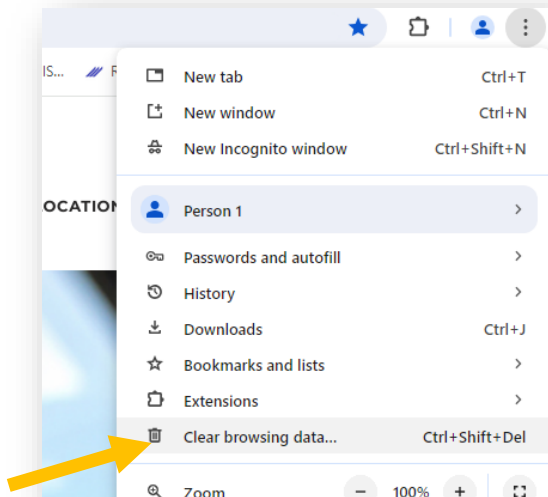 IS... R
New tab Ctrl+T
New window Ctrl+N
New Incognito window Ctrl+Shift+N
OCATION
Person 1
Passwords and autofill
History
Downloads Ctrl+J
Bookmarks and lists
Extensions
Clear browsing data... Ctrl+Shift+Del
Zoom − 100% +